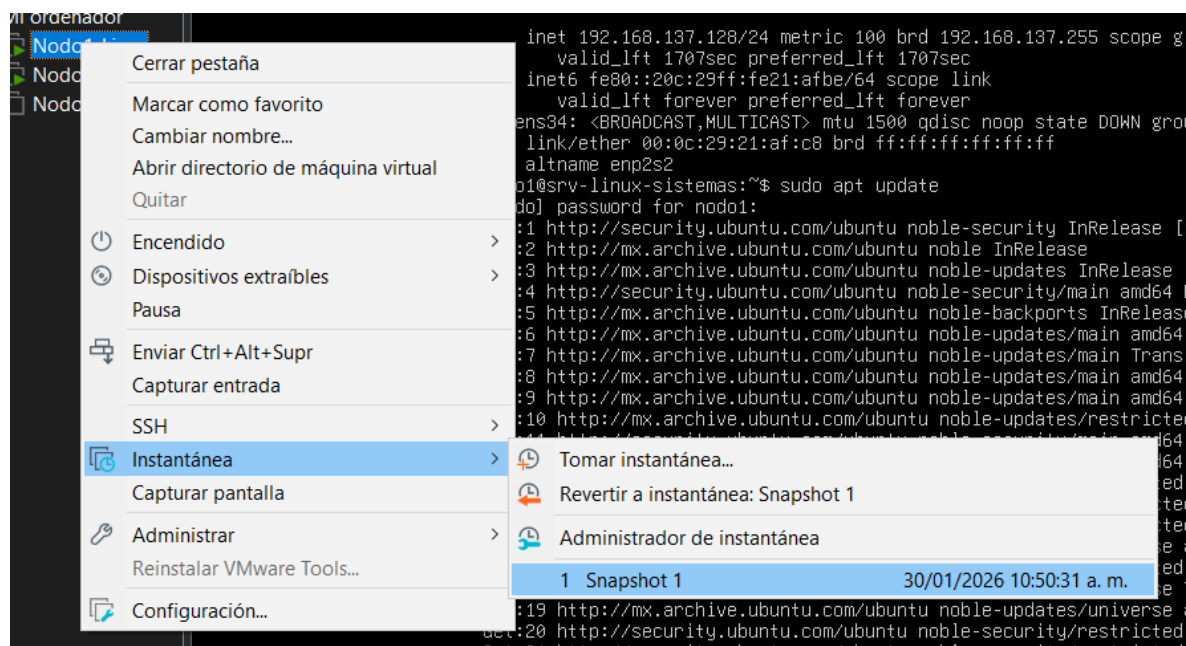 Mi ordenador
Nodo1
Nodo
Nodo
Cerrar pestaña
Marcar como favorito
Cambiar nombre...
Abrir directorio de máquina virtual
Quitar
Encendido
Dispositivos extraíbles
Pausa
Enviar Ctrl+Alt+Supr
Capturar entrada
SSH
Instantánea
Capturar pantalla
Administrar
Reinstalar VMware Tools...
Configuración...
Tomar instantánea...
Revertir a instantánea: Snapshot 1
Administrador de instantánea
1 Snapshot 1 30/01/2026 10:50:31 a. m.
inet 192.168.137.128/24 metric 100 brd 192.168.137.255 scope g
valid_lft 1707sec preferred_lft 1707sec
inet6 fe80::20c:29ff:fe21:afbe/64 scope link
valid_lft forever preferred_lft forever
ens34: <BROADCAST,MULTICAST> mtu 1500 qdisc noop state DOWN grou
link/ether 00:0c:29:21:af:c8 brd ff:ff:ff:ff:ff:ff
altname enp2s2
o1@srv-linux-sistemas:~$ sudo apt update
do] password for nodo1:
:1 http://security.ubuntu.com/ubuntu noble-security InRelease [
:2 http://mx.archive.ubuntu.com/ubuntu noble InRelease
:3 http://mx.archive.ubuntu.com/ubuntu noble-updates InRelease
:4 http://security.ubuntu.com/ubuntu noble-security/main amd64
:5 http://mx.archive.ubuntu.com/ubuntu noble-backports InRelease
:6 http://mx.archive.ubuntu.com/ubuntu noble-updates/main amd64
:7 http://mx.archive.ubuntu.com/ubuntu noble-updates/main Trans
:8 http://mx.archive.ubuntu.com/ubuntu noble-updates/main amd64
:9 http://mx.archive.ubuntu.com/ubuntu noble-updates/main amd64
:10 http://mx.archive.ubuntu.com/ubuntu noble-updates/restricte
:19 http://mx.archive.ubuntu.com/ubuntu noble-updates/universe
Get:20 http://security.ubuntu.com/ubuntu noble-security/restricted